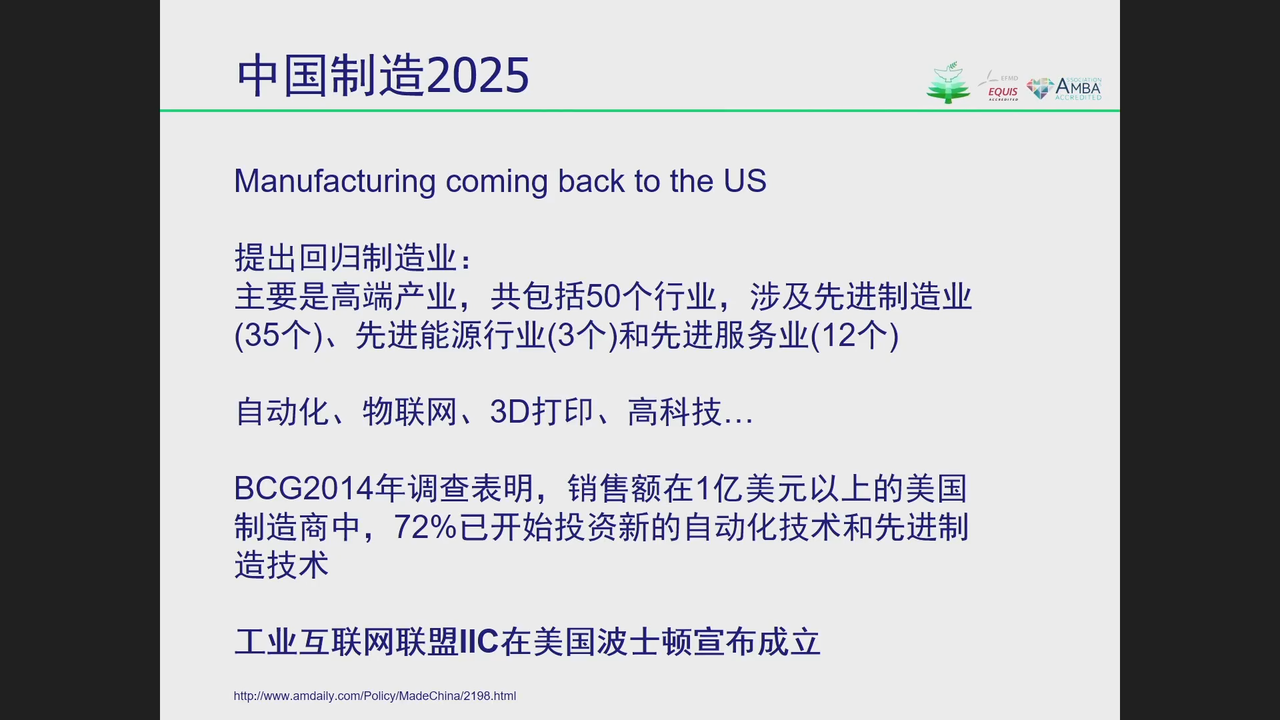 中国制造2025
EFMD
EQUIS
ACCREDITED
ASSOCIATION
AMBA
ACCREDITED
Manufacturing coming back to the US
提出回归制造业：
主要是高端产业，共包括50个行业，涉及先进制造业
(35个)、先进能源行业(3个)和先进服务业(12个)
自动化、物联网、3D打印、高科技…
BCG2014年调查表明，销售额在1亿美元以上的美国
制造商中，72%已开始投资新的自动化技术和先进制
造技术
工业互联网联盟IIC在美国波士顿宣布成立
http://www.amdaily.com/Policy/MadeChina/2198.html